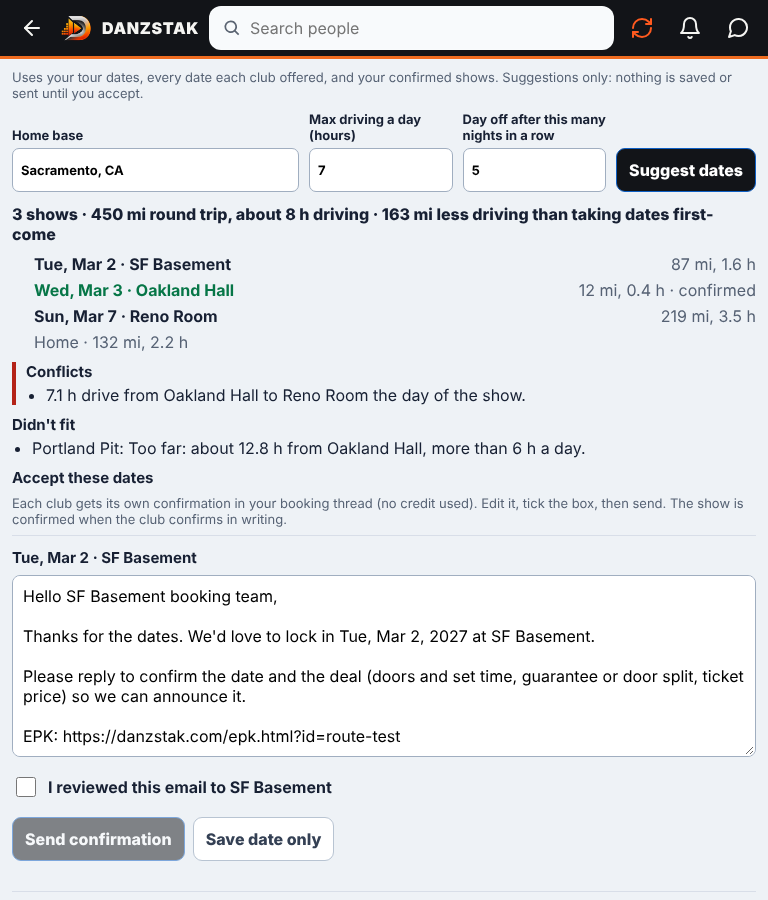 DANZSTAK
Search people
Uses your tour dates, every date each club offered, and your confirmed shows. Suggestions only: nothing is saved or
sent until you accept.
Home base
Max driving a day
(hours)
Day off after this many
nights in a row
Sacramento, CA
7
5
Suggest dates
3 shows · 450 mi round trip, about 8 h driving · 163 mi less driving than taking dates first-
come
Tue, Mar 2 · SF Basement
87 mi, 1.6 h
Wed, Mar 3 · Oakland Hall
12 mi, 0.4 h · confirmed
Sun, Mar 7 · Reno Room
219 mi, 3.5 h
Home · 132 mi, 2.2 h
Conflicts
• 7.1 h drive from Oakland Hall to Reno Room the day of the show.
Didn't fit
• Portland Pit: Too far: about 12.8 h from Oakland Hall, more than 6 h a day.
Accept these dates
Each club gets its own confirmation in your booking thread (no credit used). Edit it, tick the box, then send. The show is
confirmed when the club confirms in writing.
Tue, Mar 2 · SF Basement
Hello SF Basement booking team,
Thanks for the dates. We'd love to lock in Tue, Mar 2, 2027 at SF Basement.
Please reply to confirm the date and the deal (doors and set time, guarantee or door split, ticket
price) so we can announce it.
EPK: https://danzstak.com/epk.html?id=route-test
I reviewed this email to SF Basement
Send confirmation
Save date only